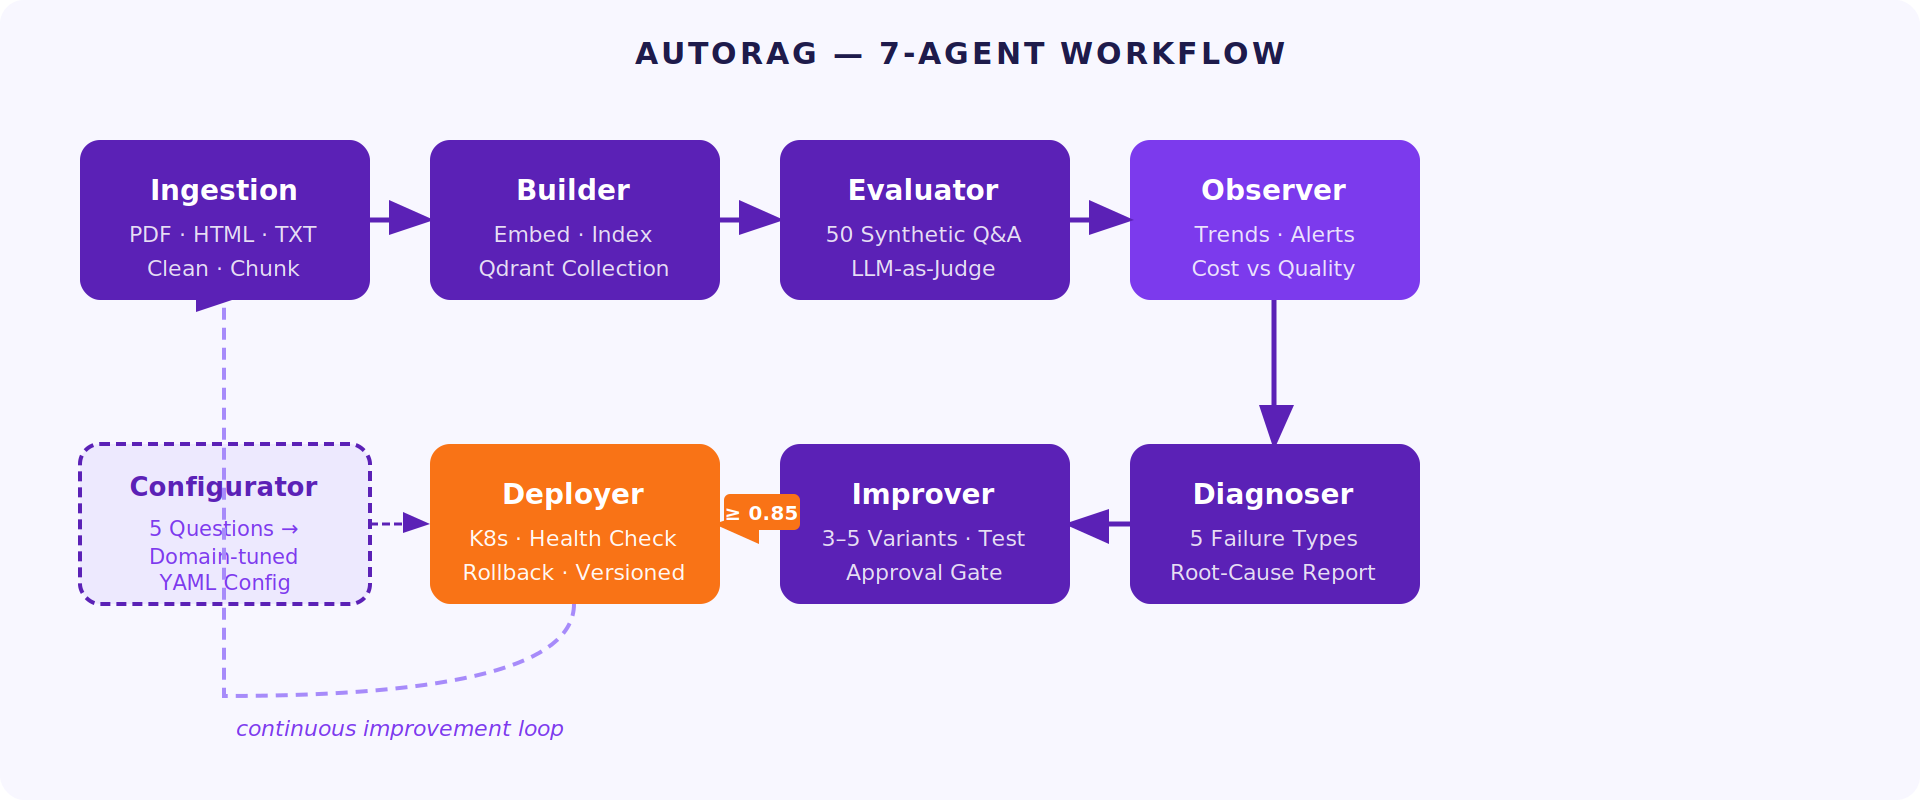 AUTORAG — 7-AGENT WORKFLOW
Ingestion
PDF · HTML · TXT
Clean · Chunk
Builder
Embed · Index
Qdrant Collection
Evaluator
50 Synthetic Q&A
LLM-as-Judge
Observer
Trends · Alerts
Cost vs Quality
Configurator
5 Questions →
Domain-tuned
YAML Config
Deployer
K8s · Health Check
Rollback · Versioned
≥ 0.85
Improver
3–5 Variants · Test
Approval Gate
Diagnoser
5 Failure Types
Root-Cause Report
continuous improvement loop